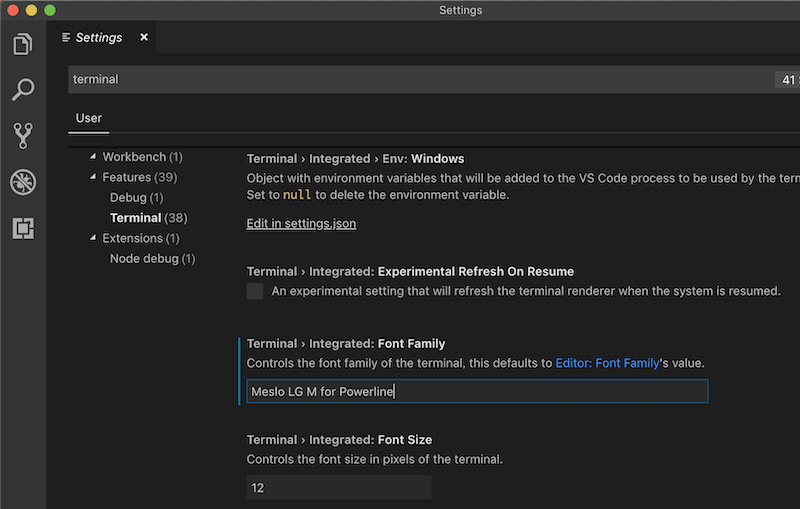 Settings
Settings
terminal
41
User
Workbench (1)
Features (39)
Debug (1)
Terminal (38)
Extensions (1)
Node debug (1)
Terminal › Integrated › Env: Windows
Object with environment variables that will be added to the VS Code process to be used by the
Set to null to delete the environment variable.
Edit in settings.json
Terminal › Integrated: Experimental Refresh On Resume
An experimental setting that will refresh the terminal renderer when the system is resumed.
Terminal › Integrated: Font Family
Controls the font family of the terminal, this defaults to Editor: Font Family's value.
Meslo LG M for Powerline
Terminal › Integrated: Font Size
Controls the font size in pixels of the terminal.
12